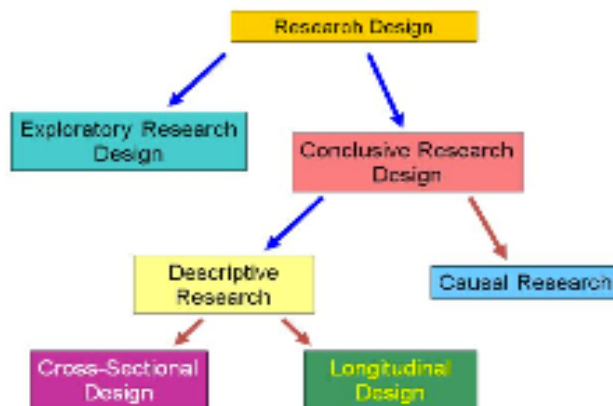 Research Design
Exploratory Research
Design
Conclusive Research
Design
Descriptive
Research
Causal Research
Cross-Sectional
Design
Longitudinal
Design